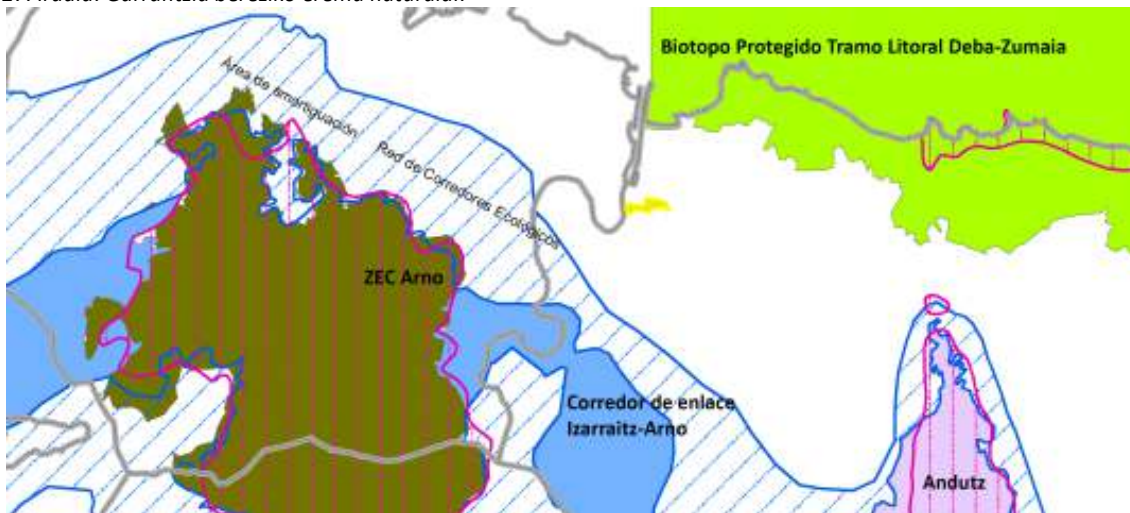 Biotopo Protegido Tramo Litoral Deba-Zumaia
Área de amortiguación
Red de Corredores Ecológicos
ZEC Arno
Corredor de enlace
Izarraitz-Arno
Andutz